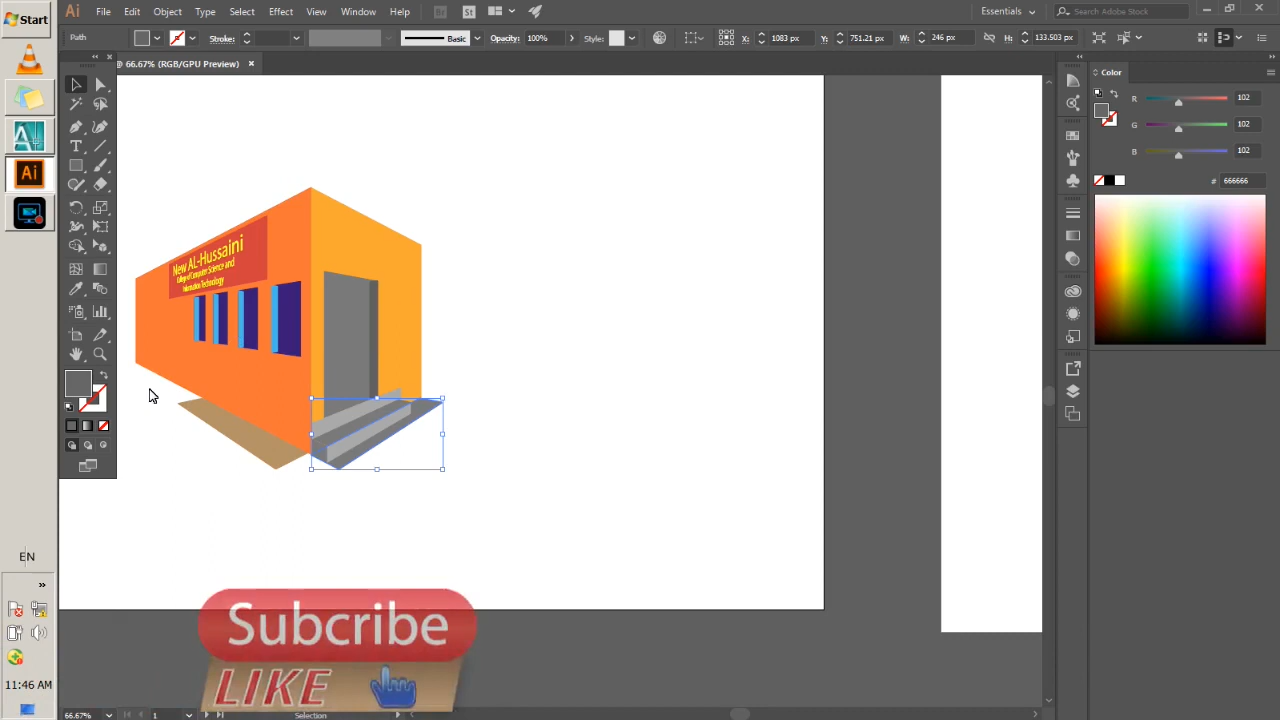 Start
Ai
File Edit Object Type Select Effect View Window Help
Br
St
Essentials
Search Adobe Stock
Path
Stroke:
Basic
Opacity:
100%
Style:
X:
1083 px
Y:
751.21 px
W:
246 px
H:
133.503 px
@ 66.67% (RGB/GPU Preview)
Color
R
102
G
102
B
102
#
666666
New AL-Hussaini
College of Computer Science and
Information Technology
Ai
EN
11:46 AM
Subcribe
LIKE
66.67%
1
Selection